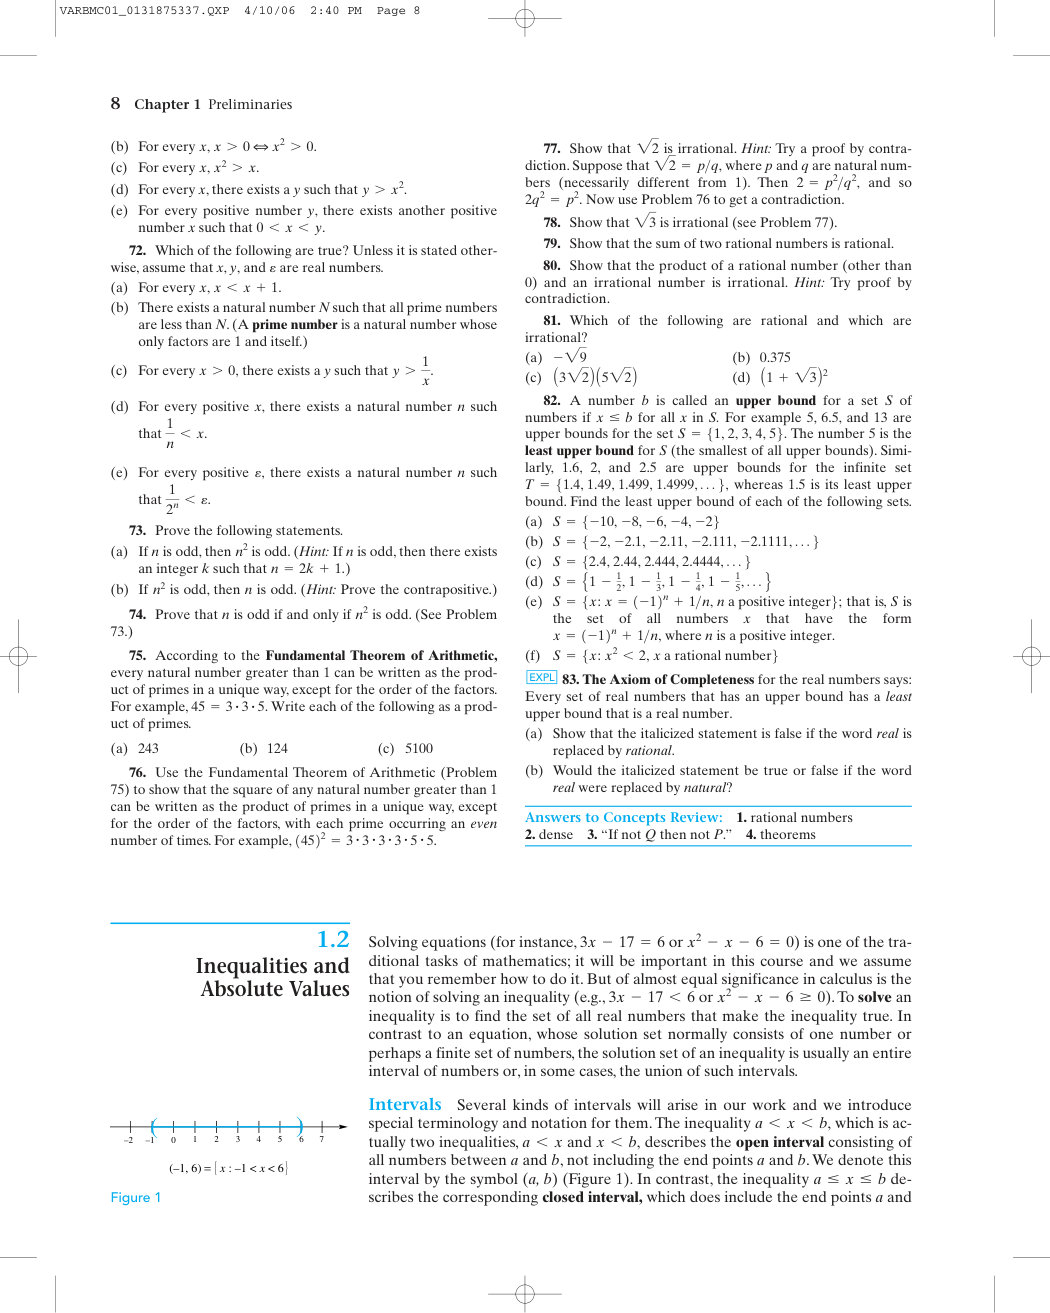 VARBMC01_0131875337.QXP 4/10/06 2:40 PM Page 8
8 Chapter 1 Preliminaries
(b) For every x, x > 0 ⇔ x² > 0.
(c) For every x, x² > x.
(d) For every x, there exists a y such that y > x².
(e) For every positive number y, there exists another positive
number x such that 0 < x < y.
72. Which of the following are true? Unless it is stated other-
wise, assume that x, y, and ε are real numbers.
(a) For every x, x < x + 1.
(b) There exists a natural number N such that all prime numbers
are less than N. (A prime number is a natural number whose
only factors are 1 and itself.)
(c) For every x > 0, there exists a y such that y > 1/x.
(d) For every positive x, there exists a natural number n such
that 1/n < x.
(e) For every positive ε, there exists a natural number n such
that 1/2ⁿ < ε.
73. Prove the following statements.
(a) If n is odd, then n² is odd. (Hint: If n is odd, then there exists
an integer k such that n = 2k + 1.)
(b) If n² is odd, then n is odd. (Hint: Prove the contrapositive.)
74. Prove that n is odd if and only if n² is odd. (See Problem
73.)
75. According to the Fundamental Theorem of Arithmetic,
every natural number greater than 1 can be written as the prod-
uct of primes in a unique way, except for the order of the factors.
For example, 45 = 3 · 3 · 5. Write each of the following as a prod-
uct of primes.
(a) 243 (b) 124 (c) 5100
76. Use the Fundamental Theorem of Arithmetic (Problem
75) to show that the square of any natural number greater than 1
can be written as the product of primes in a unique way, except
for the order of the factors, with each prime occurring an even
number of times. For example, (45)² = 3 · 3 · 3 · 3 · 5 · 5.
77. Show that √2 is irrational. Hint: Try a proof by contra-
diction. Suppose that √2 = p/q, where p and q are natural num-
bers (necessarily different from 1). Then 2 = p²/q², and so
2q² = p². Now use Problem 76 to get a contradiction.
78. Show that √3 is irrational (see Problem 77).
79. Show that the sum of two rational numbers is rational.
80. Show that the product of a rational number (other than
0) and an irrational number is irrational. Hint: Try proof by
contradiction.
81. Which of the following are rational and which are
irrational?
(a) −√9 (b) 0.375
(c) (3√2)(5√2) (d) (1 + √3)²
82. A number b is called an upper bound for a set S of
numbers if x ≤ b for all x in S. For example 5, 6.5, and 13 are
upper bounds for the set S = {1, 2, 3, 4, 5}. The number 5 is the
least upper bound for S (the smallest of all upper bounds). Simi-
larly, 1.6, 2, and 2.5 are upper bounds for the infinite set
T = {1.4, 1.49, 1.499, 1.4999, . . . }, whereas 1.5 is its least upper
bound. Find the least upper bound of each of the following sets.
(a) S = {−10, −8, −6, −4, −2}
(b) S = {−2, −2.1, −2.11, −2.111, −2.1111, . . . }
(c) S = {2.4, 2.44, 2.444, 2.4444, . . . }
(d) S = {1 − 1/2, 1 − 1/3, 1 − 1/4, 1 − 1/5, . . . }
(e) S = {x: x = (−1)ⁿ + 1/n, n a positive integer}; that is, S is
the set of all numbers x that have the form
x = (−1)ⁿ + 1/n, where n is a positive integer.
(f) S = {x: x² < 2, x a rational number}
EXPL 83. The Axiom of Completeness for the real numbers says:
Every set of real numbers that has an upper bound has a least
upper bound that is a real number.
(a) Show that the italicized statement is false if the word real is
replaced by rational.
(b) Would the italicized statement be true or false if the word
real were replaced by natural?
Answers to Concepts Review: 1. rational numbers
2. dense 3. “If not Q then not P.” 4. theorems
1.2
Inequalities and
Absolute Values
Solving equations (for instance, 3x − 17 = 6 or x² − x − 6 = 0) is one of the tra-
ditional tasks of mathematics; it will be important in this course and we assume
that you remember how to do it. But of almost equal significance in calculus is the
notion of solving an inequality (e.g., 3x − 17 < 6 or x² − x − 6 ≥ 0). To solve an
inequality is to find the set of all real numbers that make the inequality true. In
contrast to an equation, whose solution set normally consists of one number or
perhaps a finite set of numbers, the solution set of an inequality is usually an entire
interval of numbers or, in some cases, the union of such intervals.
Intervals Several kinds of intervals will arise in our work and we introduce
special terminology and notation for them. The inequality a < x < b, which is ac-
tually two inequalities, a < x and x < b, describes the open interval consisting of
all numbers between a and b, not including the end points a and b. We denote this
interval by the symbol (a, b) (Figure 1). In contrast, the inequality a ≤ x ≤ b de-
scribes the corresponding closed interval, which does include the end points a and
–2 –1 0 1 2 3 4 5 6 7
(–1, 6) = { x : –1 < x < 6 }
Figure 1